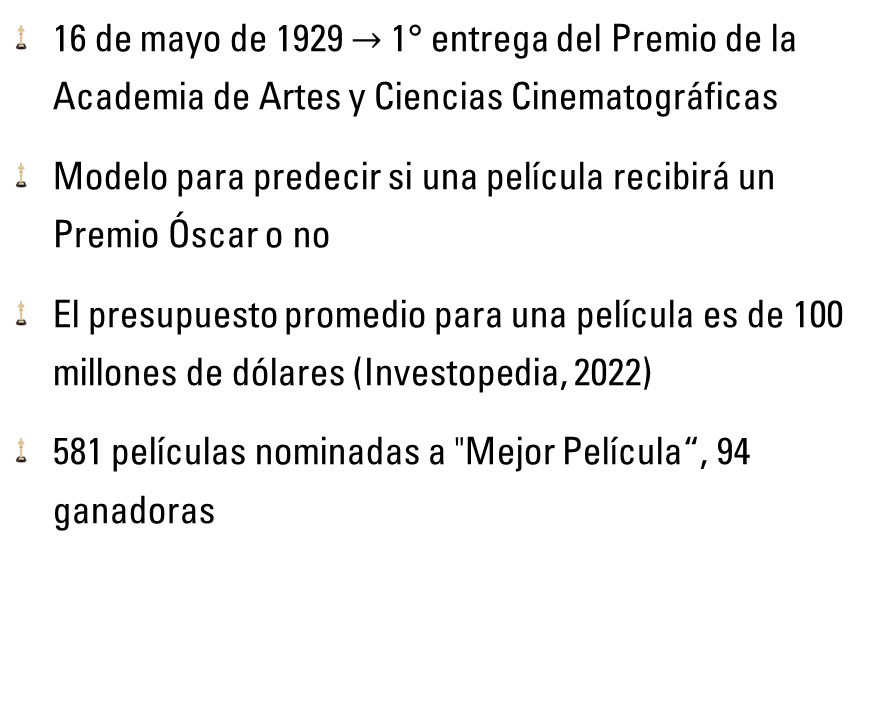 16 de mayo de 1929 → 1° entrega del Premio de la
Academia de Artes y Ciencias Cinematográficas
Modelo para predecir si una película recibirá un
Premio Óscar o no
El presupuesto promedio para una película es de 100
millones de dólares (Investopedia, 2022)
581 películas nominadas a "Mejor Película“, 94
ganadoras